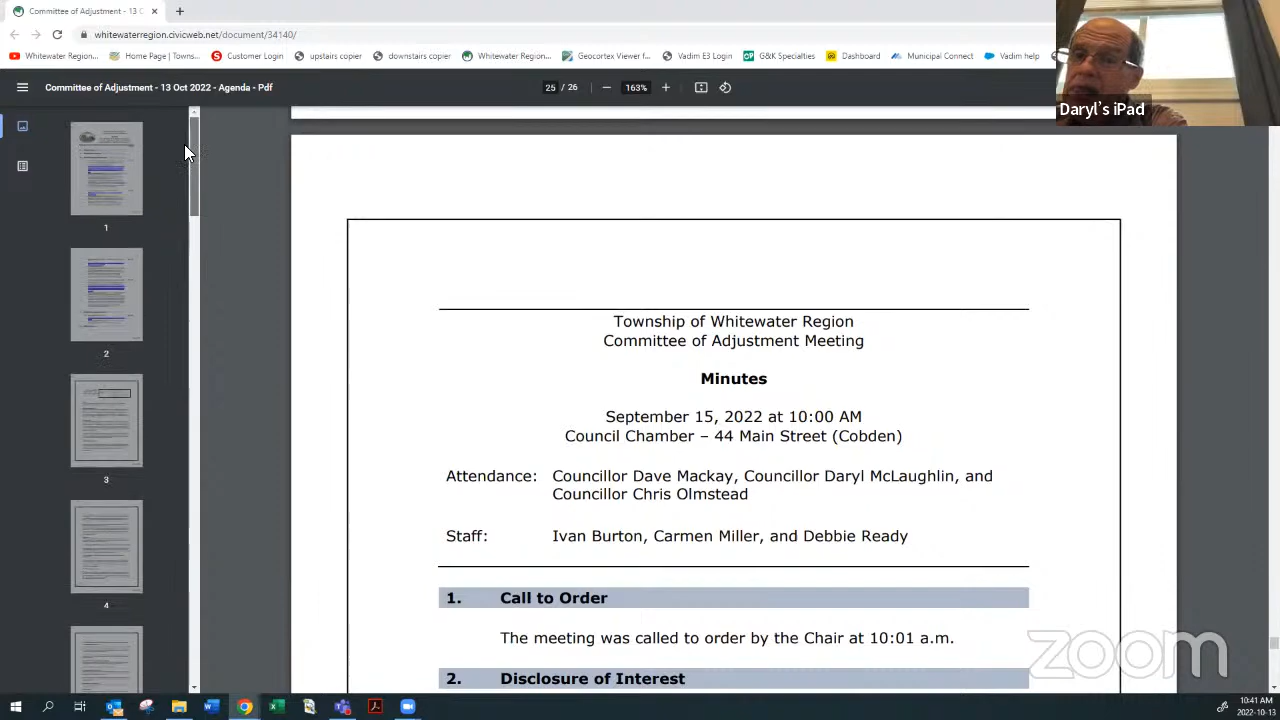 Committee of Adjustment - 13 O
whitewaterregion.civicweb.net/document/34140/
Whitewater Region...
Home Page | Towns...
Customer Login
upstairs copier
downstairs copier
Whitewater Region...
Geocortex Viewer f...
Vadim E3 Login
G&K Specialties
Dashboard
Municipal Connect
Vadim help
Committee of Adjustment - 13 Oct 2022 - Agenda - Pdf
25 / 26
163%
Daryl's iPad
1
2
3
4
Township of Whitewater Region
Committee of Adjustment Meeting
Minutes
September 15, 2022 at 10:00 AM
Council Chamber – 44 Main Street (Cobden)
Attendance: Councillor Dave Mackay, Councillor Daryl McLaughlin, and
Councillor Chris Olmstead
Staff: Ivan Burton, Carmen Miller, and Debbie Ready
1. Call to Order
The meeting was called to order by the Chair at 10:01 a.m.
2. Disclosure of Interest
zoom
10:41 AM
2022-10-13